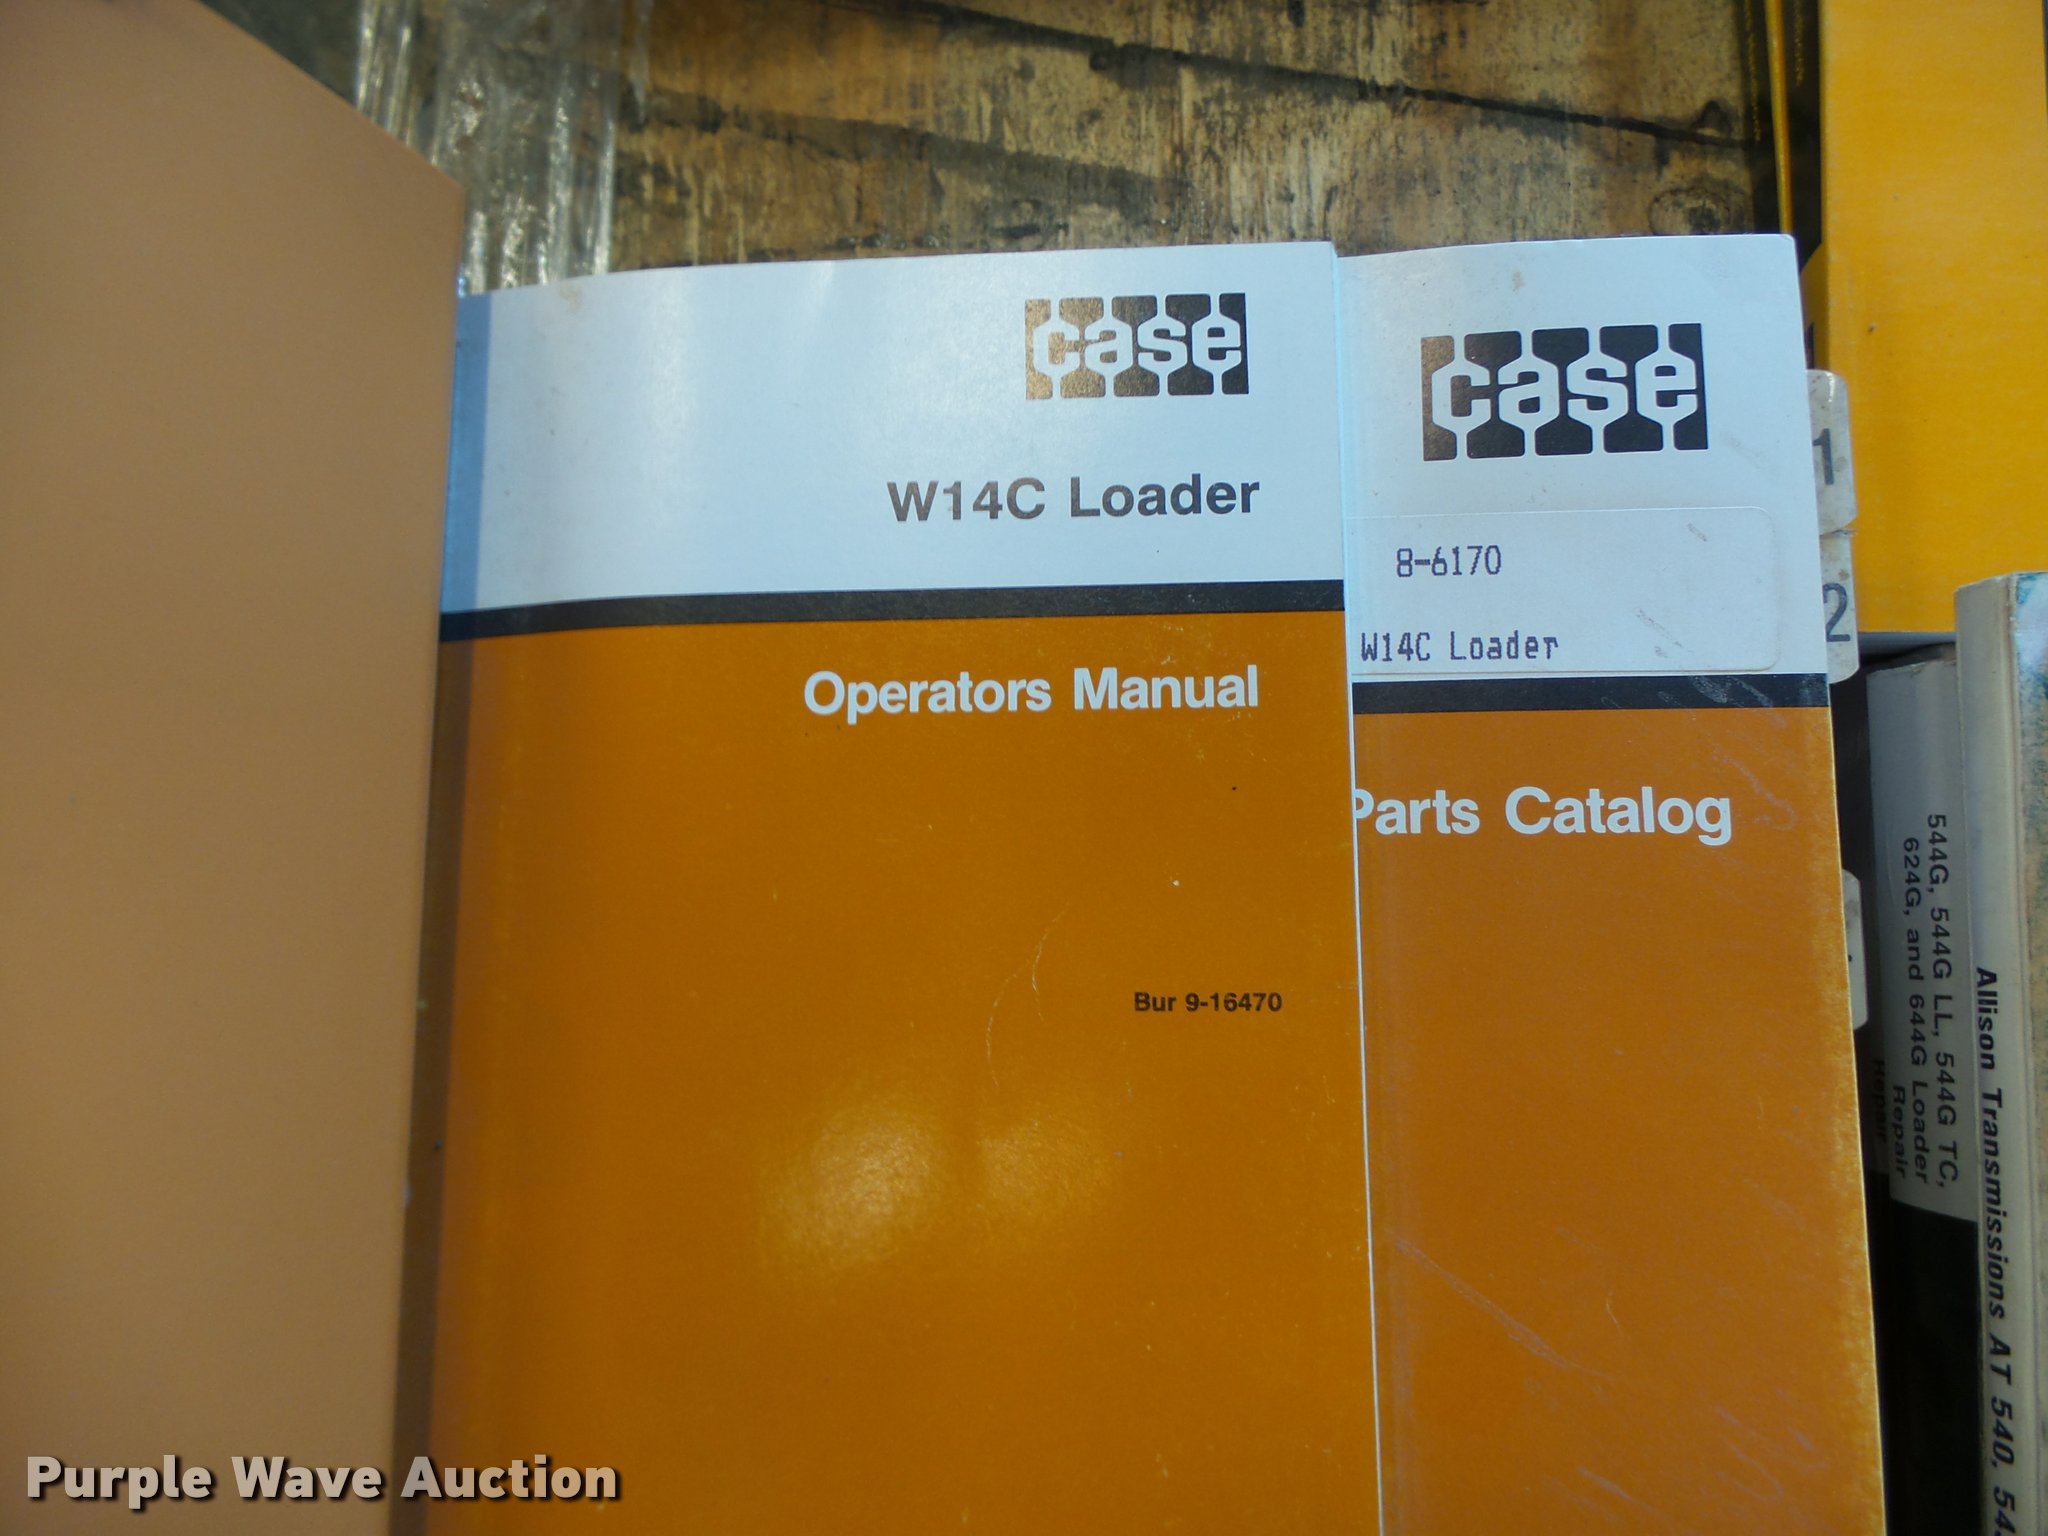 case
W14C Loader
Operators Manual
Bur 9-16470
case
8-6170
W14C Loader
Parts Catalog
1
2
544G, 544G LL, 544G TC,
624G, and 644G Loader
Repair
Repair
Allison Transmissions AT 540, 54
Purple Wave Auction